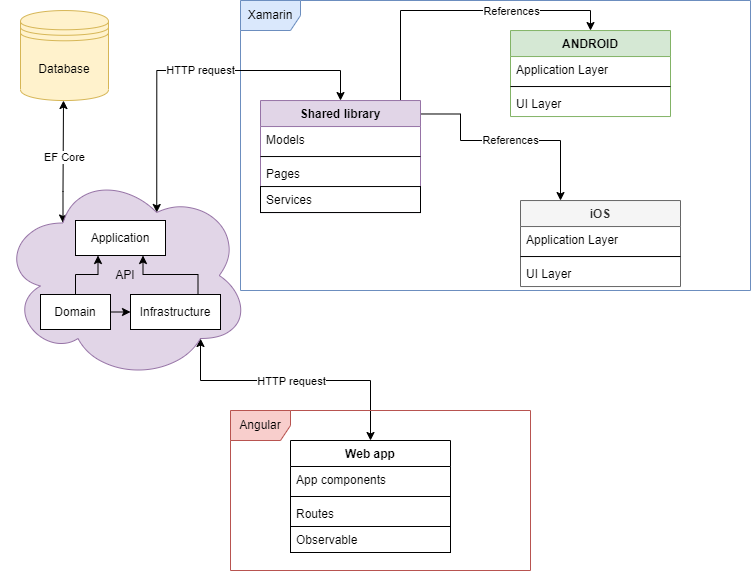 Xamarin
References
ANDROID
Application Layer
UI Layer
Database
HTTP request
Shared library
Models
Pages
Services
References
EF Core
iOS
Application Layer
UI Layer
Application
API
Domain
Infrastructure
HTTP request
Angular
Web app
App components
Routes
Observable